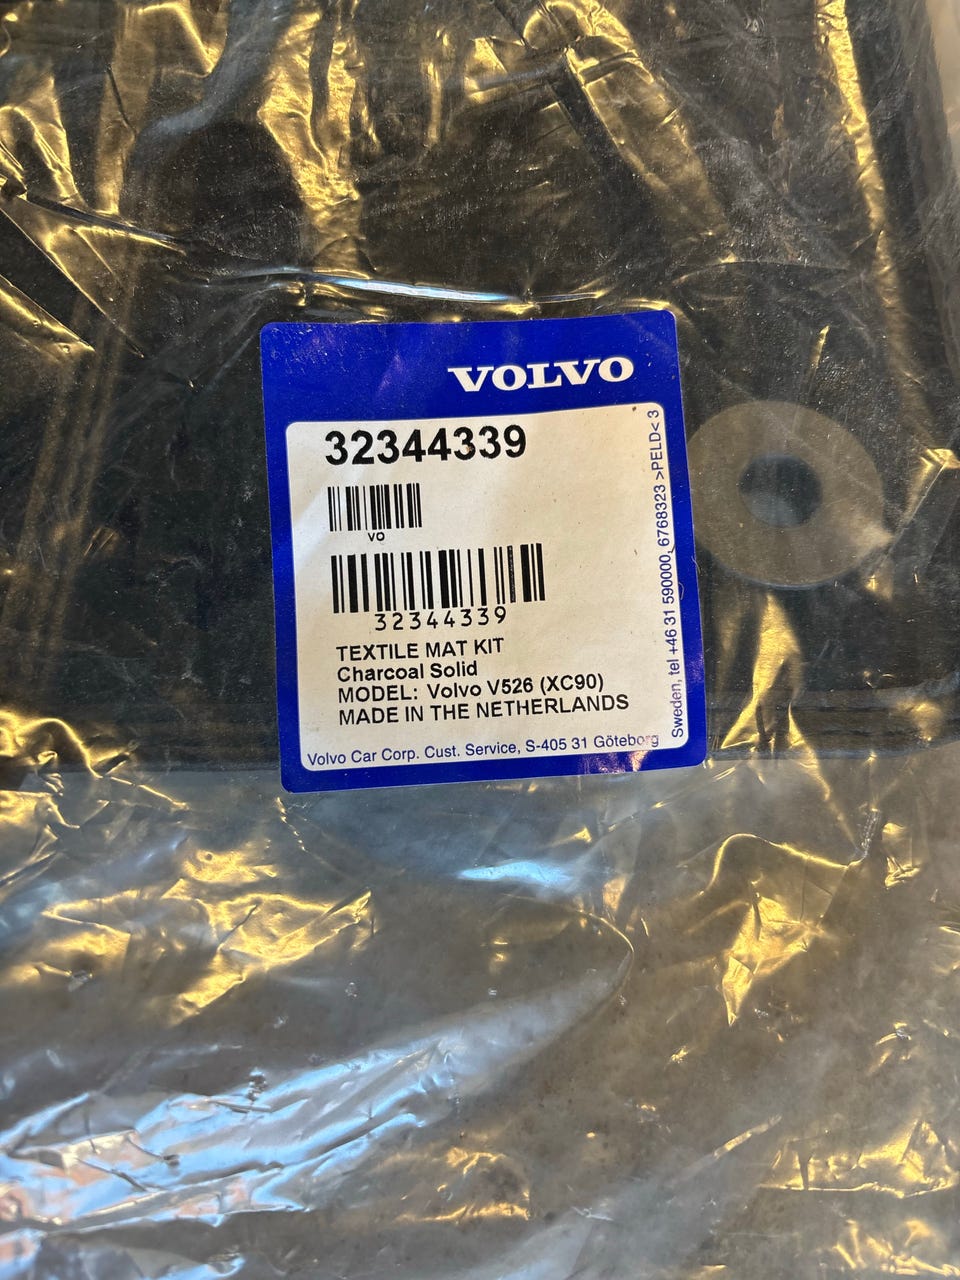 VOLVO
32344339
VO
32344339
TEXTILE MAT KIT
Charcoal Solid
MODEL: Volvo V526 (XC90)
MADE IN THE NETHERLANDS
Volvo Car Corp. Cust. Service, S-405 31 Göteborg
Sweden, tel +46 31 590000, 6768323 >PELD< 3